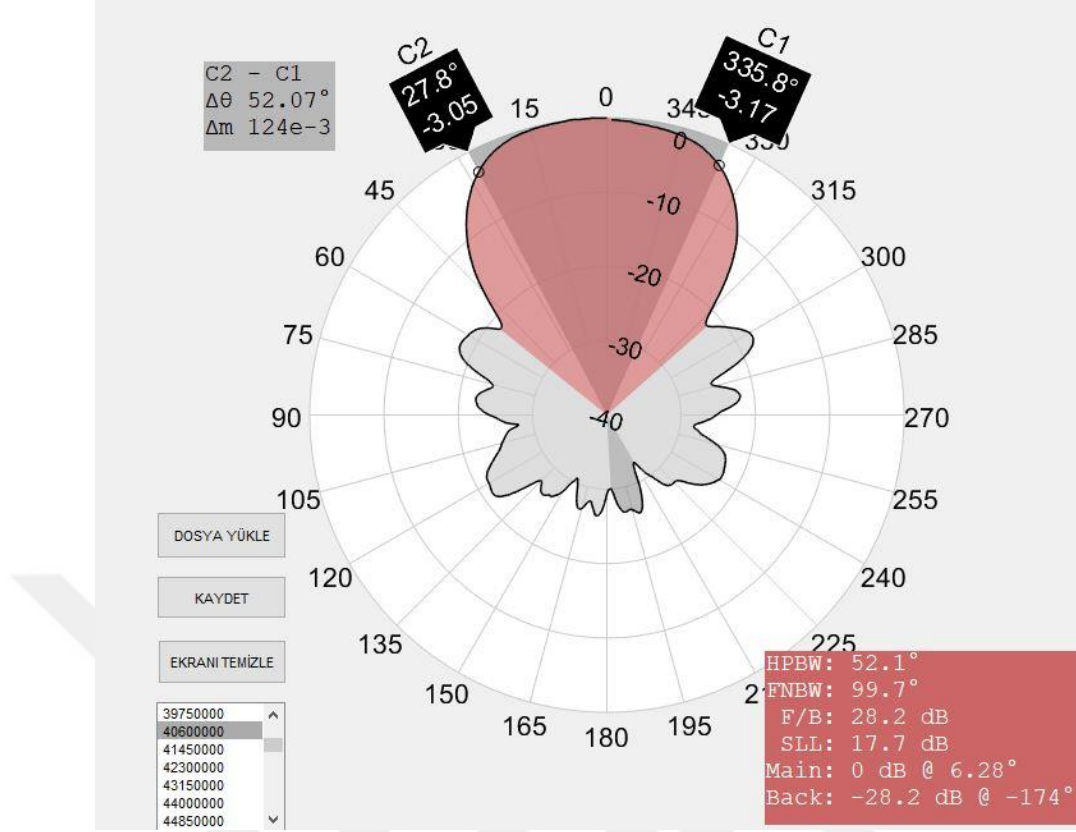 C2
27.8°
-3.05
C1
335.8°
-3.17
C2 - C1
Δθ 52.07°
Δm 124e-3
0
15
45
60
75
90
105
120
135
150
165
180
195
225
240
255
270
285
300
315
0
-10
-20
-30
-40
DOSYA YÜKLE
KAYDET
EKRANI TEMİZLE
39750000
40600000
41450000
42300000
43150000
44000000
44850000
HPBW: 52.1°
FNBW: 99.7°
F/B: 28.2 dB
SLL: 17.7 dB
Main: 0 dB @ 6.28°
Back: -28.2 dB @ -174°